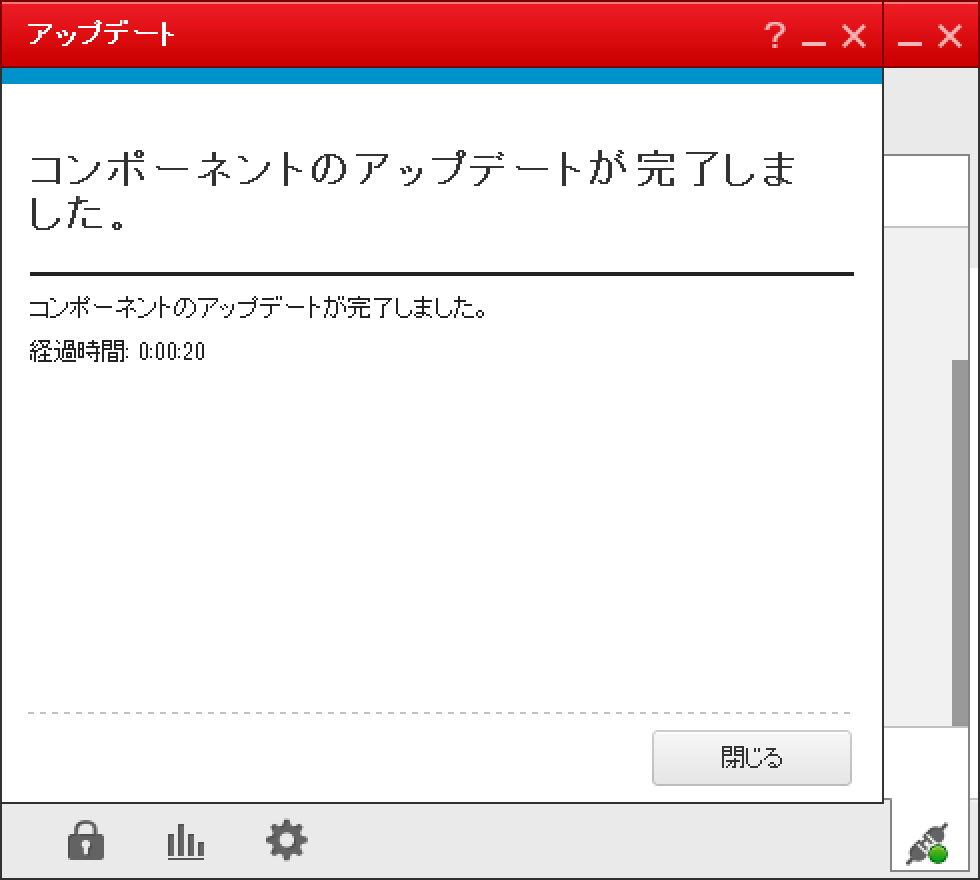 アップデート
?
コンポーネントのアップデートが完了しま
した。
コンポーネントのアップデートが完了しました。
経過時間: 0:00:20
閉じる